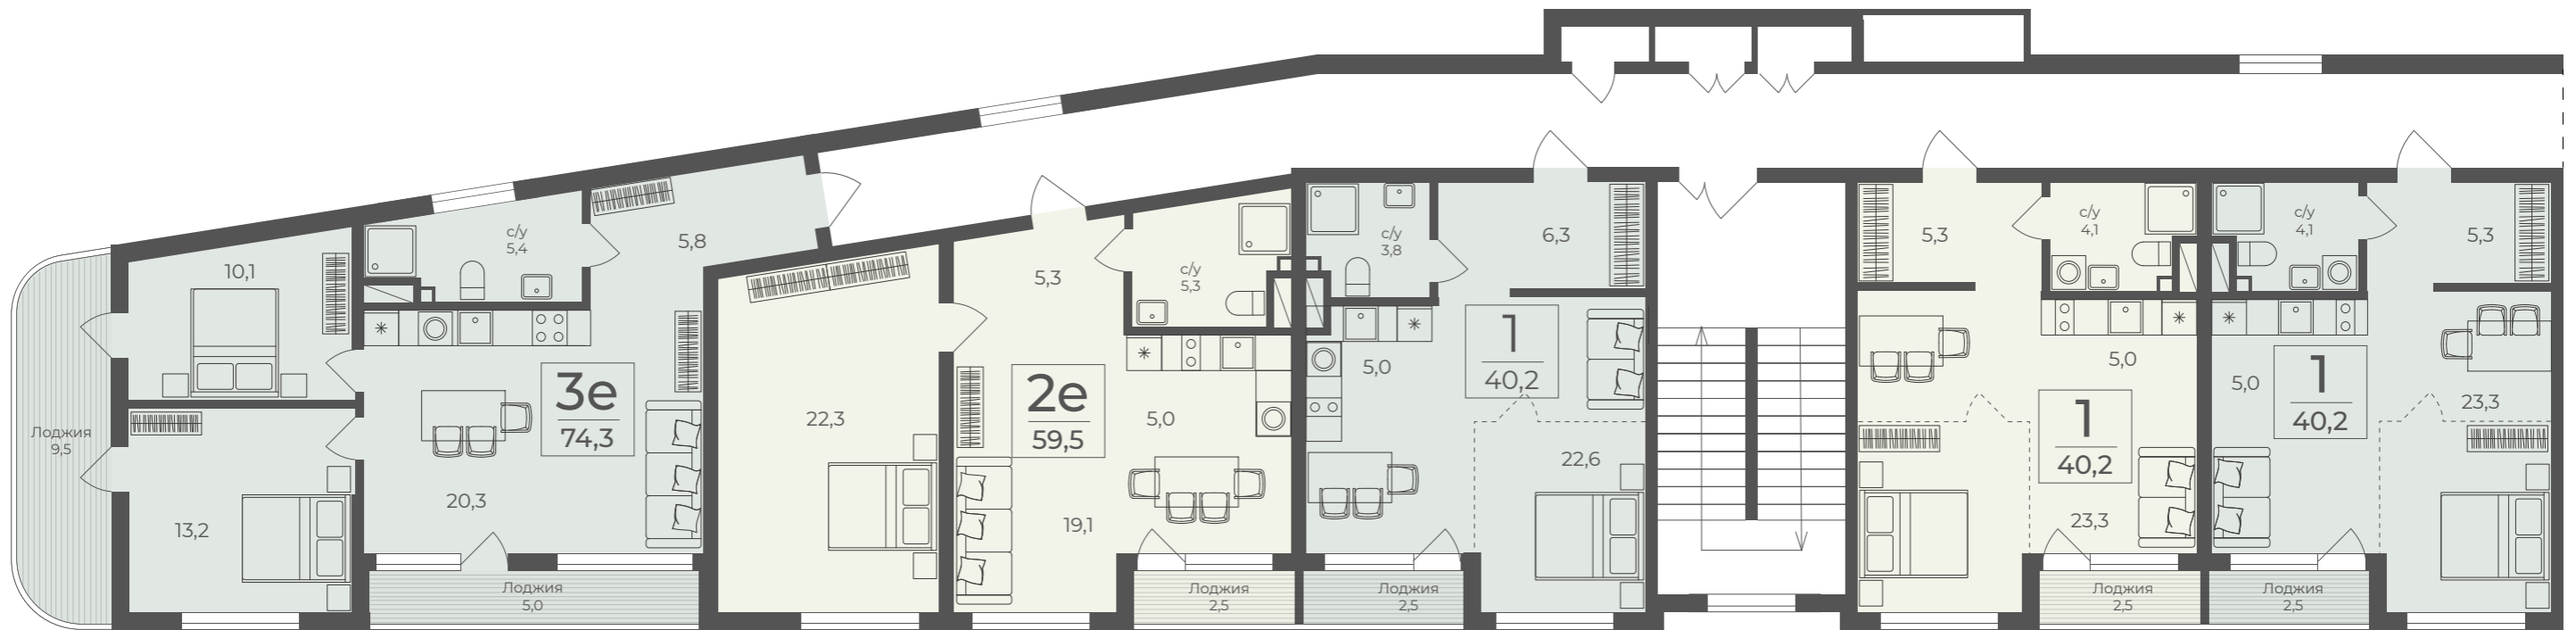 Лоджия
9,5
10,1
13,2
с/у
5,4
5,8
3е
74,3
20,3
Лоджия
5,0
22,3
5,3
с/у
5,3
2е
59,5
5,0
19,1
Лоджия
2,5
с/у
3,8
6,3
5,0
1
40,2
22,6
Лоджия
2,5
5,3
с/у
4,1
5,0
1
40,2
23,3
Лоджия
2,5
с/у
4,1
5,3
5,0
1
40,2
23,3
Лоджия
2,5